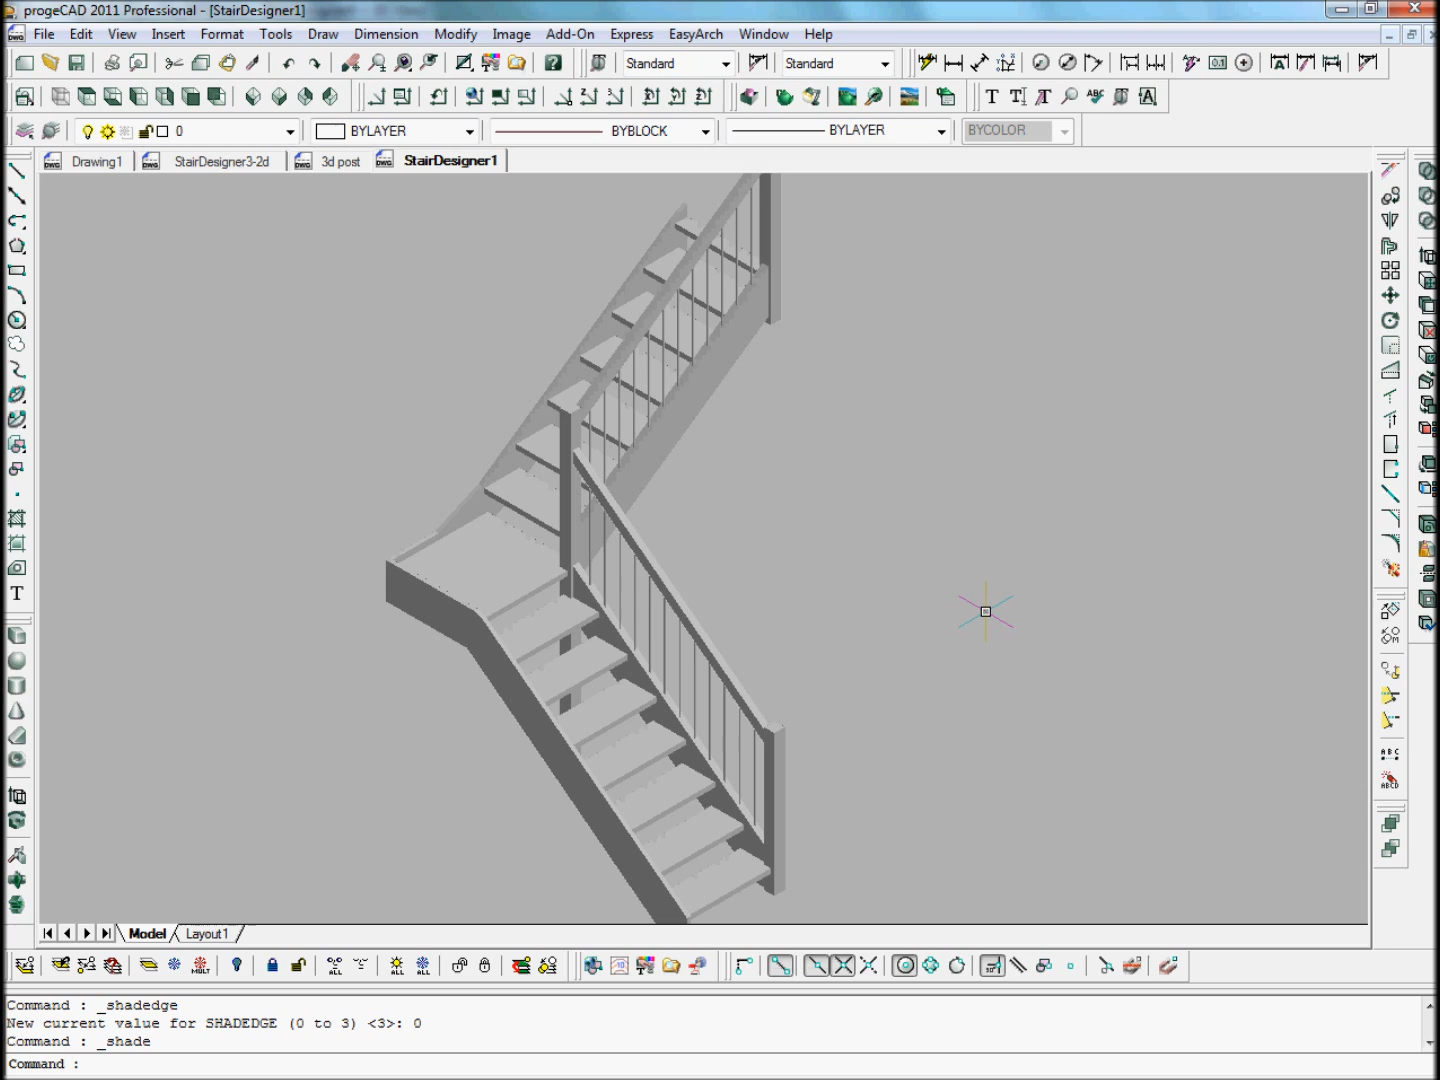 progeCAD 2011 Professional - [StairDesigner1]
File Edit View Insert Format Tools Draw Dimension Modify Image Add-On Express EasyArch Window Help
Standard Standard
0 BYLAYER BYBLOCK BYLAYER BYCOLOR
Drawing1 StairDesigner3-2d 3d post StairDesigner1
Model Layout1
Command : _shadedge
New current value for SHADEDGE (0 to 3) <3>: 0
Command : _shade
Command :